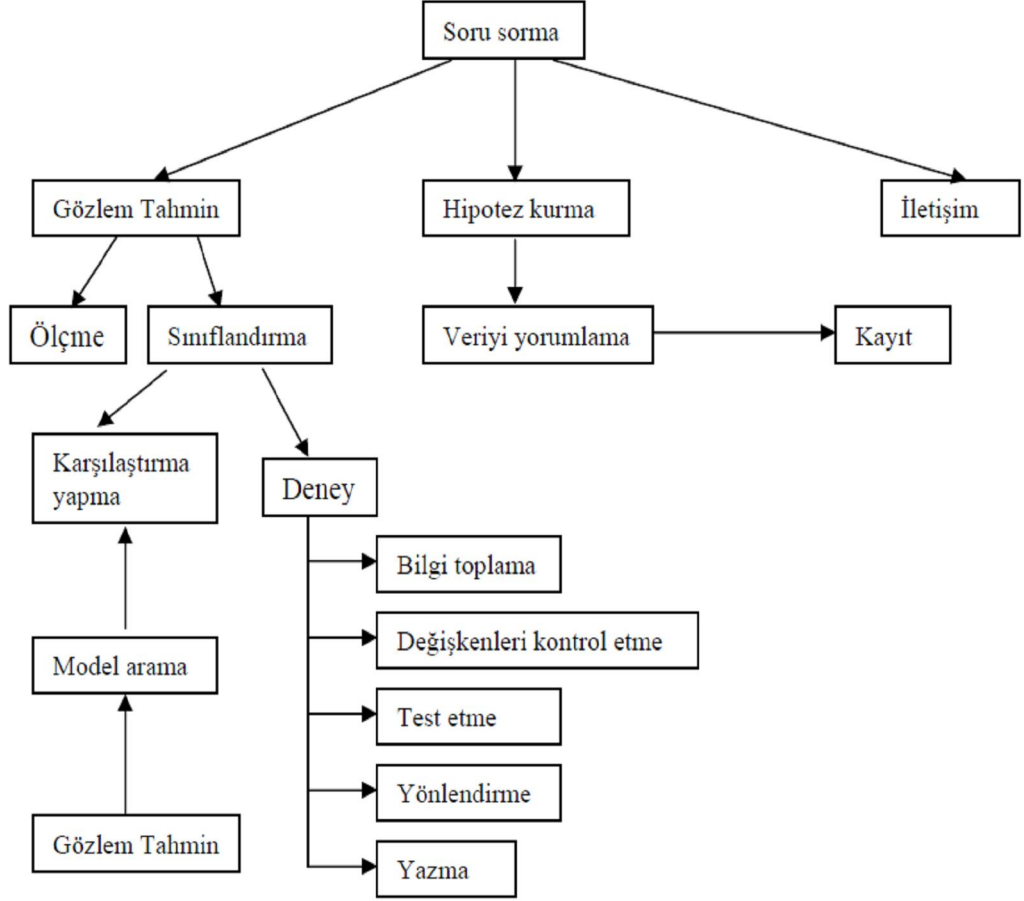 Soru sorma
Gözlem Tahmin
Hipotez kurma
İletişim
Ölçme
Sınıflandırma
Veriyi yorumlama
Kayıt
Karşılaştırma
yapma
Deney
Bilgi toplama
Değişkenleri kontrol etme
Model arama
Test etme
Yönlendirme
Gözlem Tahmin
Yazma